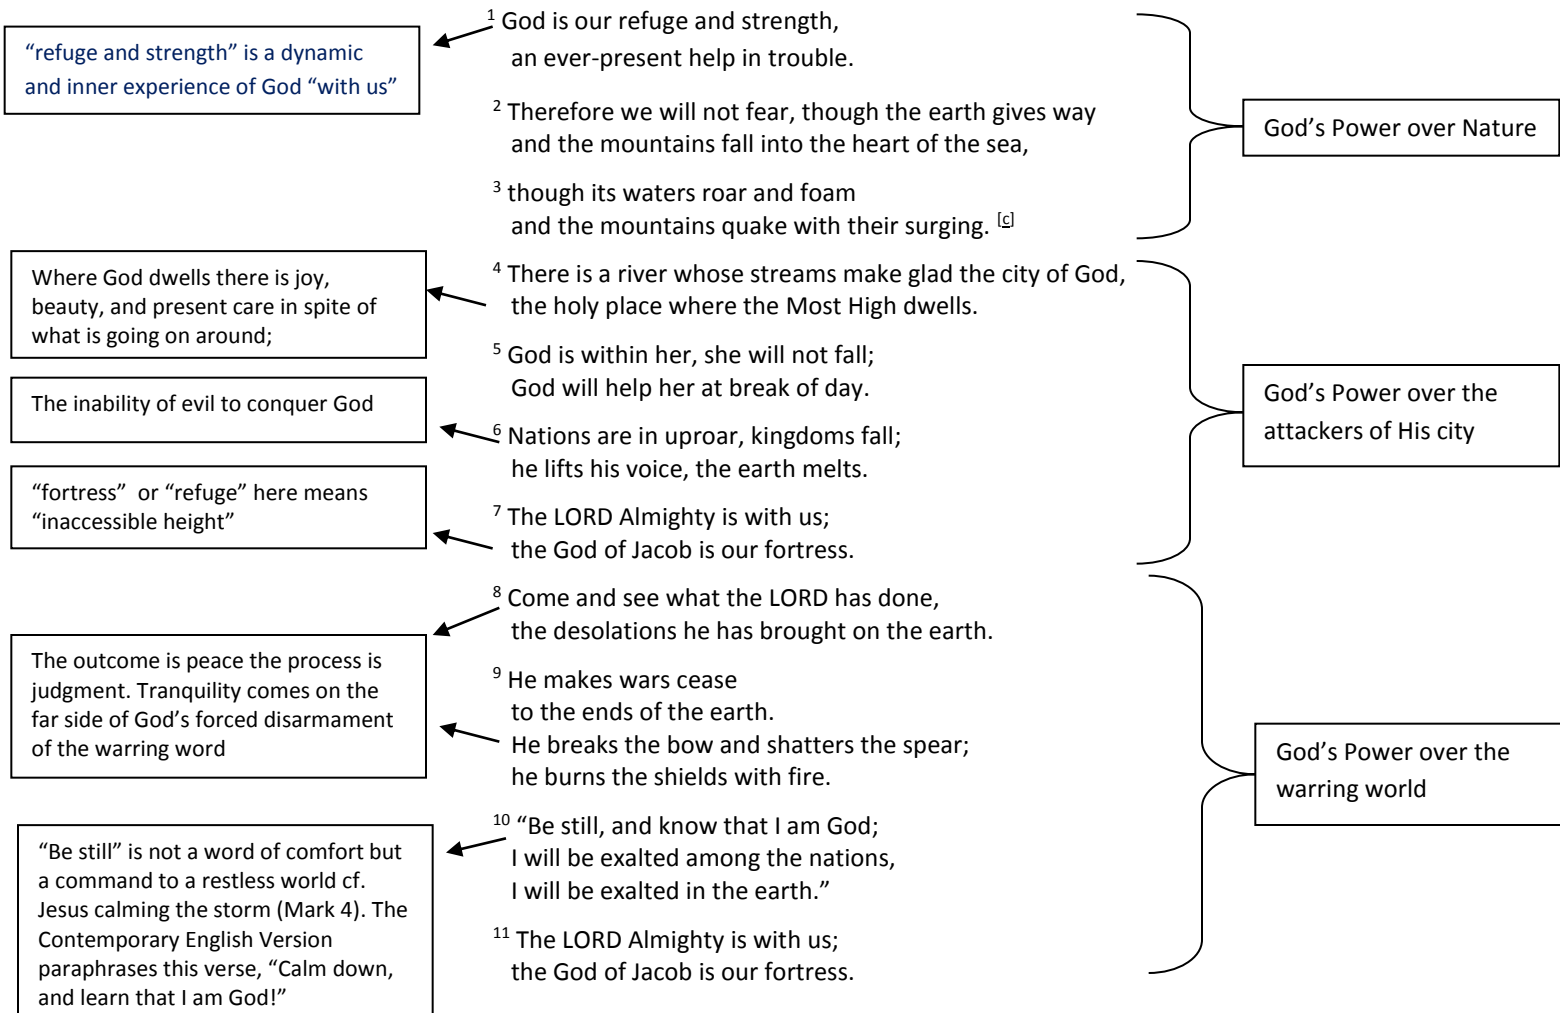 “refuge and strength” is a dynamic
and inner experience of God “with us”
1 God is our refuge and strength,
an ever-present help in trouble.
2 Therefore we will not fear, though the earth gives way
and the mountains fall into the heart of the sea,
3 though its waters roar and foam
and the mountains quake with their surging. [c]
God’s Power over Nature
Where God dwells there is joy,
beauty, and present care in spite of
what is going on around;
4 There is a river whose streams make glad the city of God,
the holy place where the Most High dwells.
5 God is within her, she will not fall;
God will help her at break of day.
The inability of evil to conquer God
6 Nations are in uproar, kingdoms fall;
he lifts his voice, the earth melts.
“fortress” or “refuge” here means
“inaccessible height”
7 The LORD Almighty is with us;
the God of Jacob is our fortress.
God’s Power over the
attackers of His city
8 Come and see what the LORD has done,
the desolations he has brought on the earth.
The outcome is peace the process is
judgment. Tranquility comes on the
far side of God’s forced disarmament
of the warring word
9 He makes wars cease
to the ends of the earth.
He breaks the bow and shatters the spear;
he burns the shields with fire.
God’s Power over the
warring world
“Be still” is not a word of comfort but
a command to a restless world cf.
Jesus calming the storm (Mark 4). The
Contemporary English Version
paraphrases this verse, “Calm down,
and learn that I am God!”
10 “Be still, and know that I am God;
I will be exalted among the nations,
I will be exalted in the earth.”
11 The LORD Almighty is with us;
the God of Jacob is our fortress.